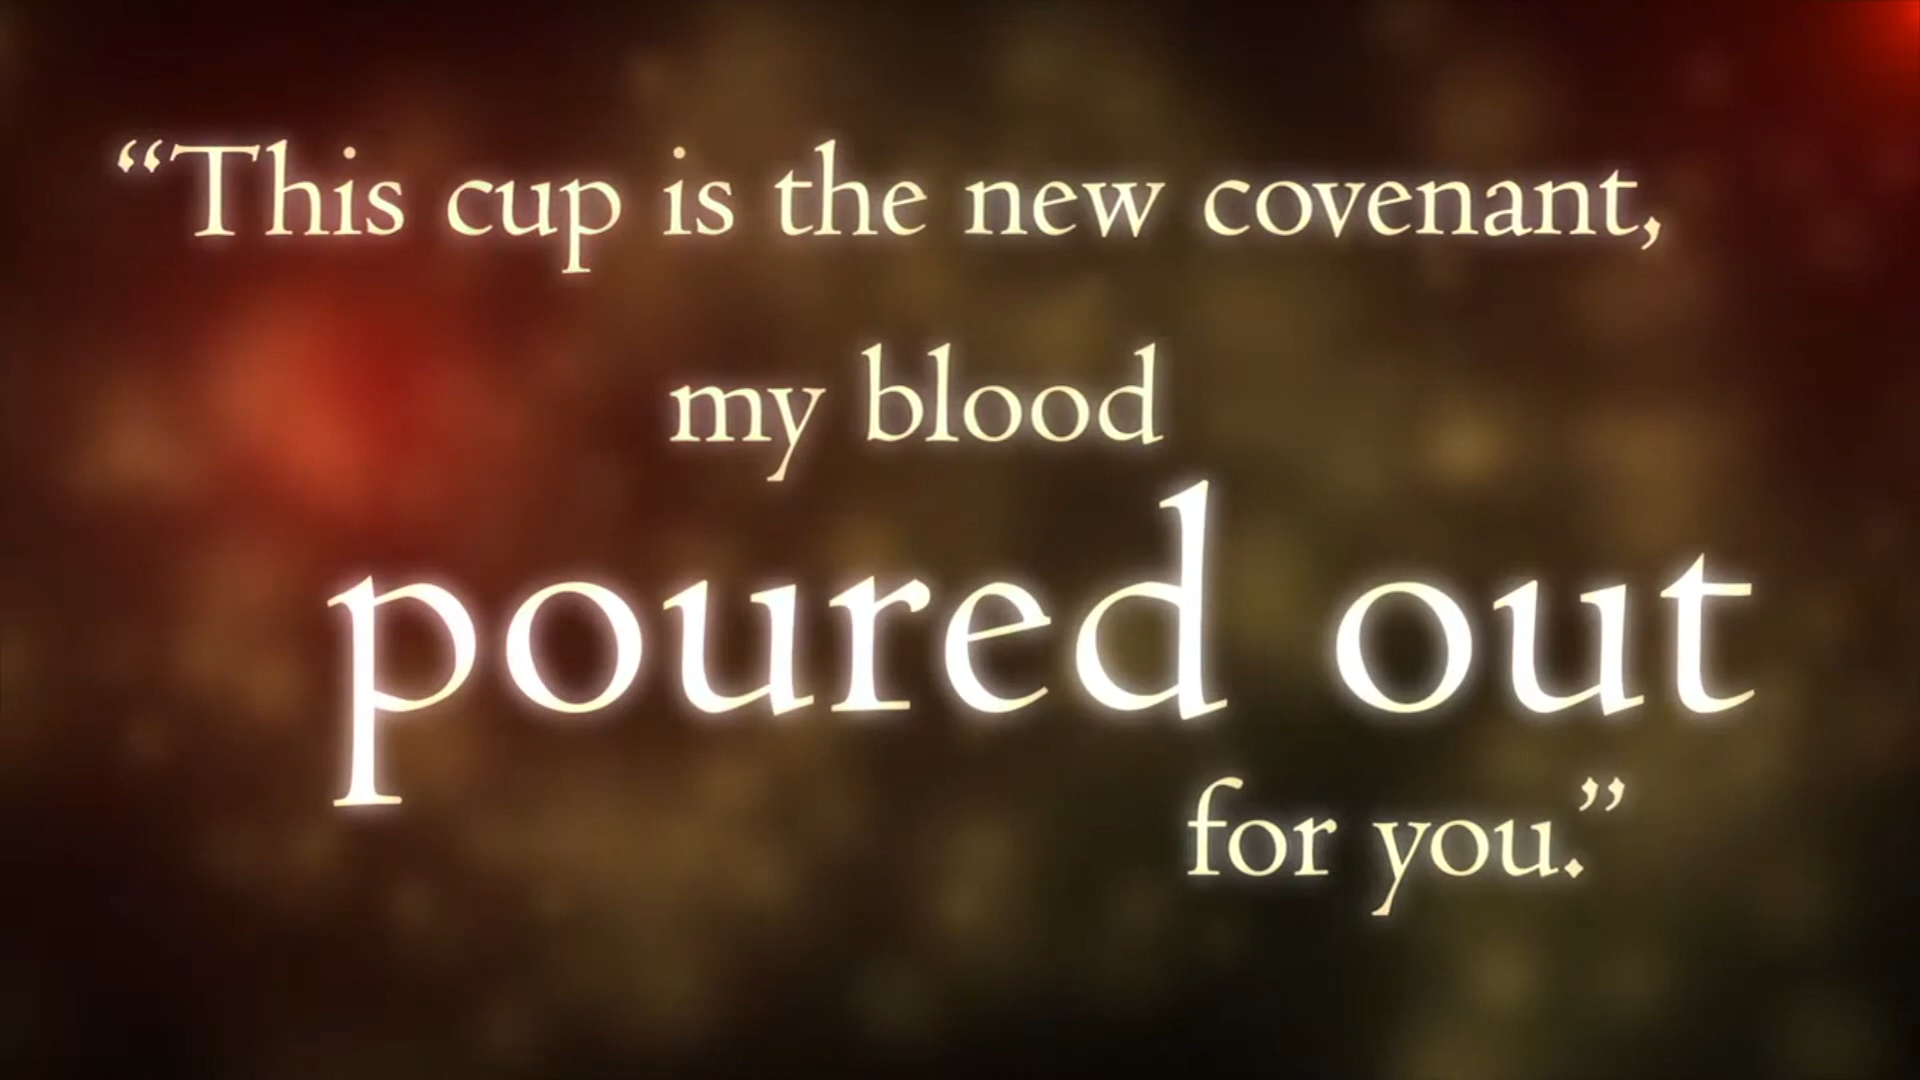 “This cup is the new covenant,
my blood
poured out
for you.”